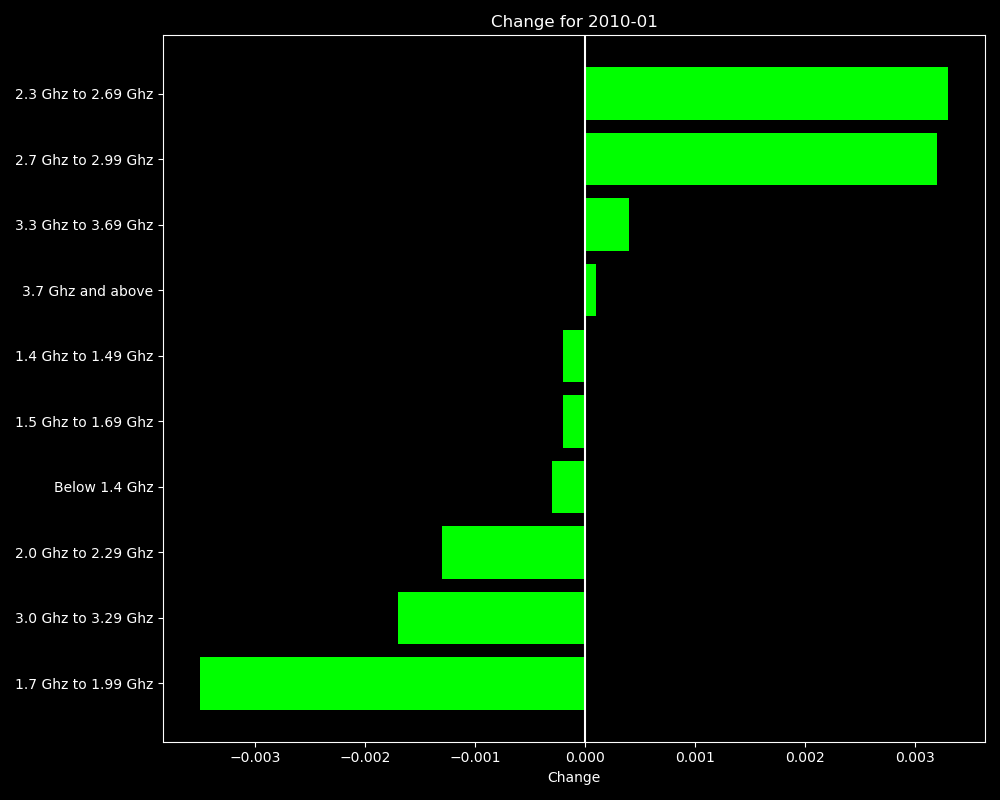 Change for 2010-01
2.3 Ghz to 2.69 Ghz
2.7 Ghz to 2.99 Ghz
3.3 Ghz to 3.69 Ghz
3.7 Ghz and above
1.4 Ghz to 1.49 Ghz
1.5 Ghz to 1.69 Ghz
Below 1.4 Ghz
2.0 Ghz to 2.29 Ghz
3.0 Ghz to 3.29 Ghz
1.7 Ghz to 1.99 Ghz
−0.003 −0.002 −0.001 0.000 0.001 0.002 0.003
Change